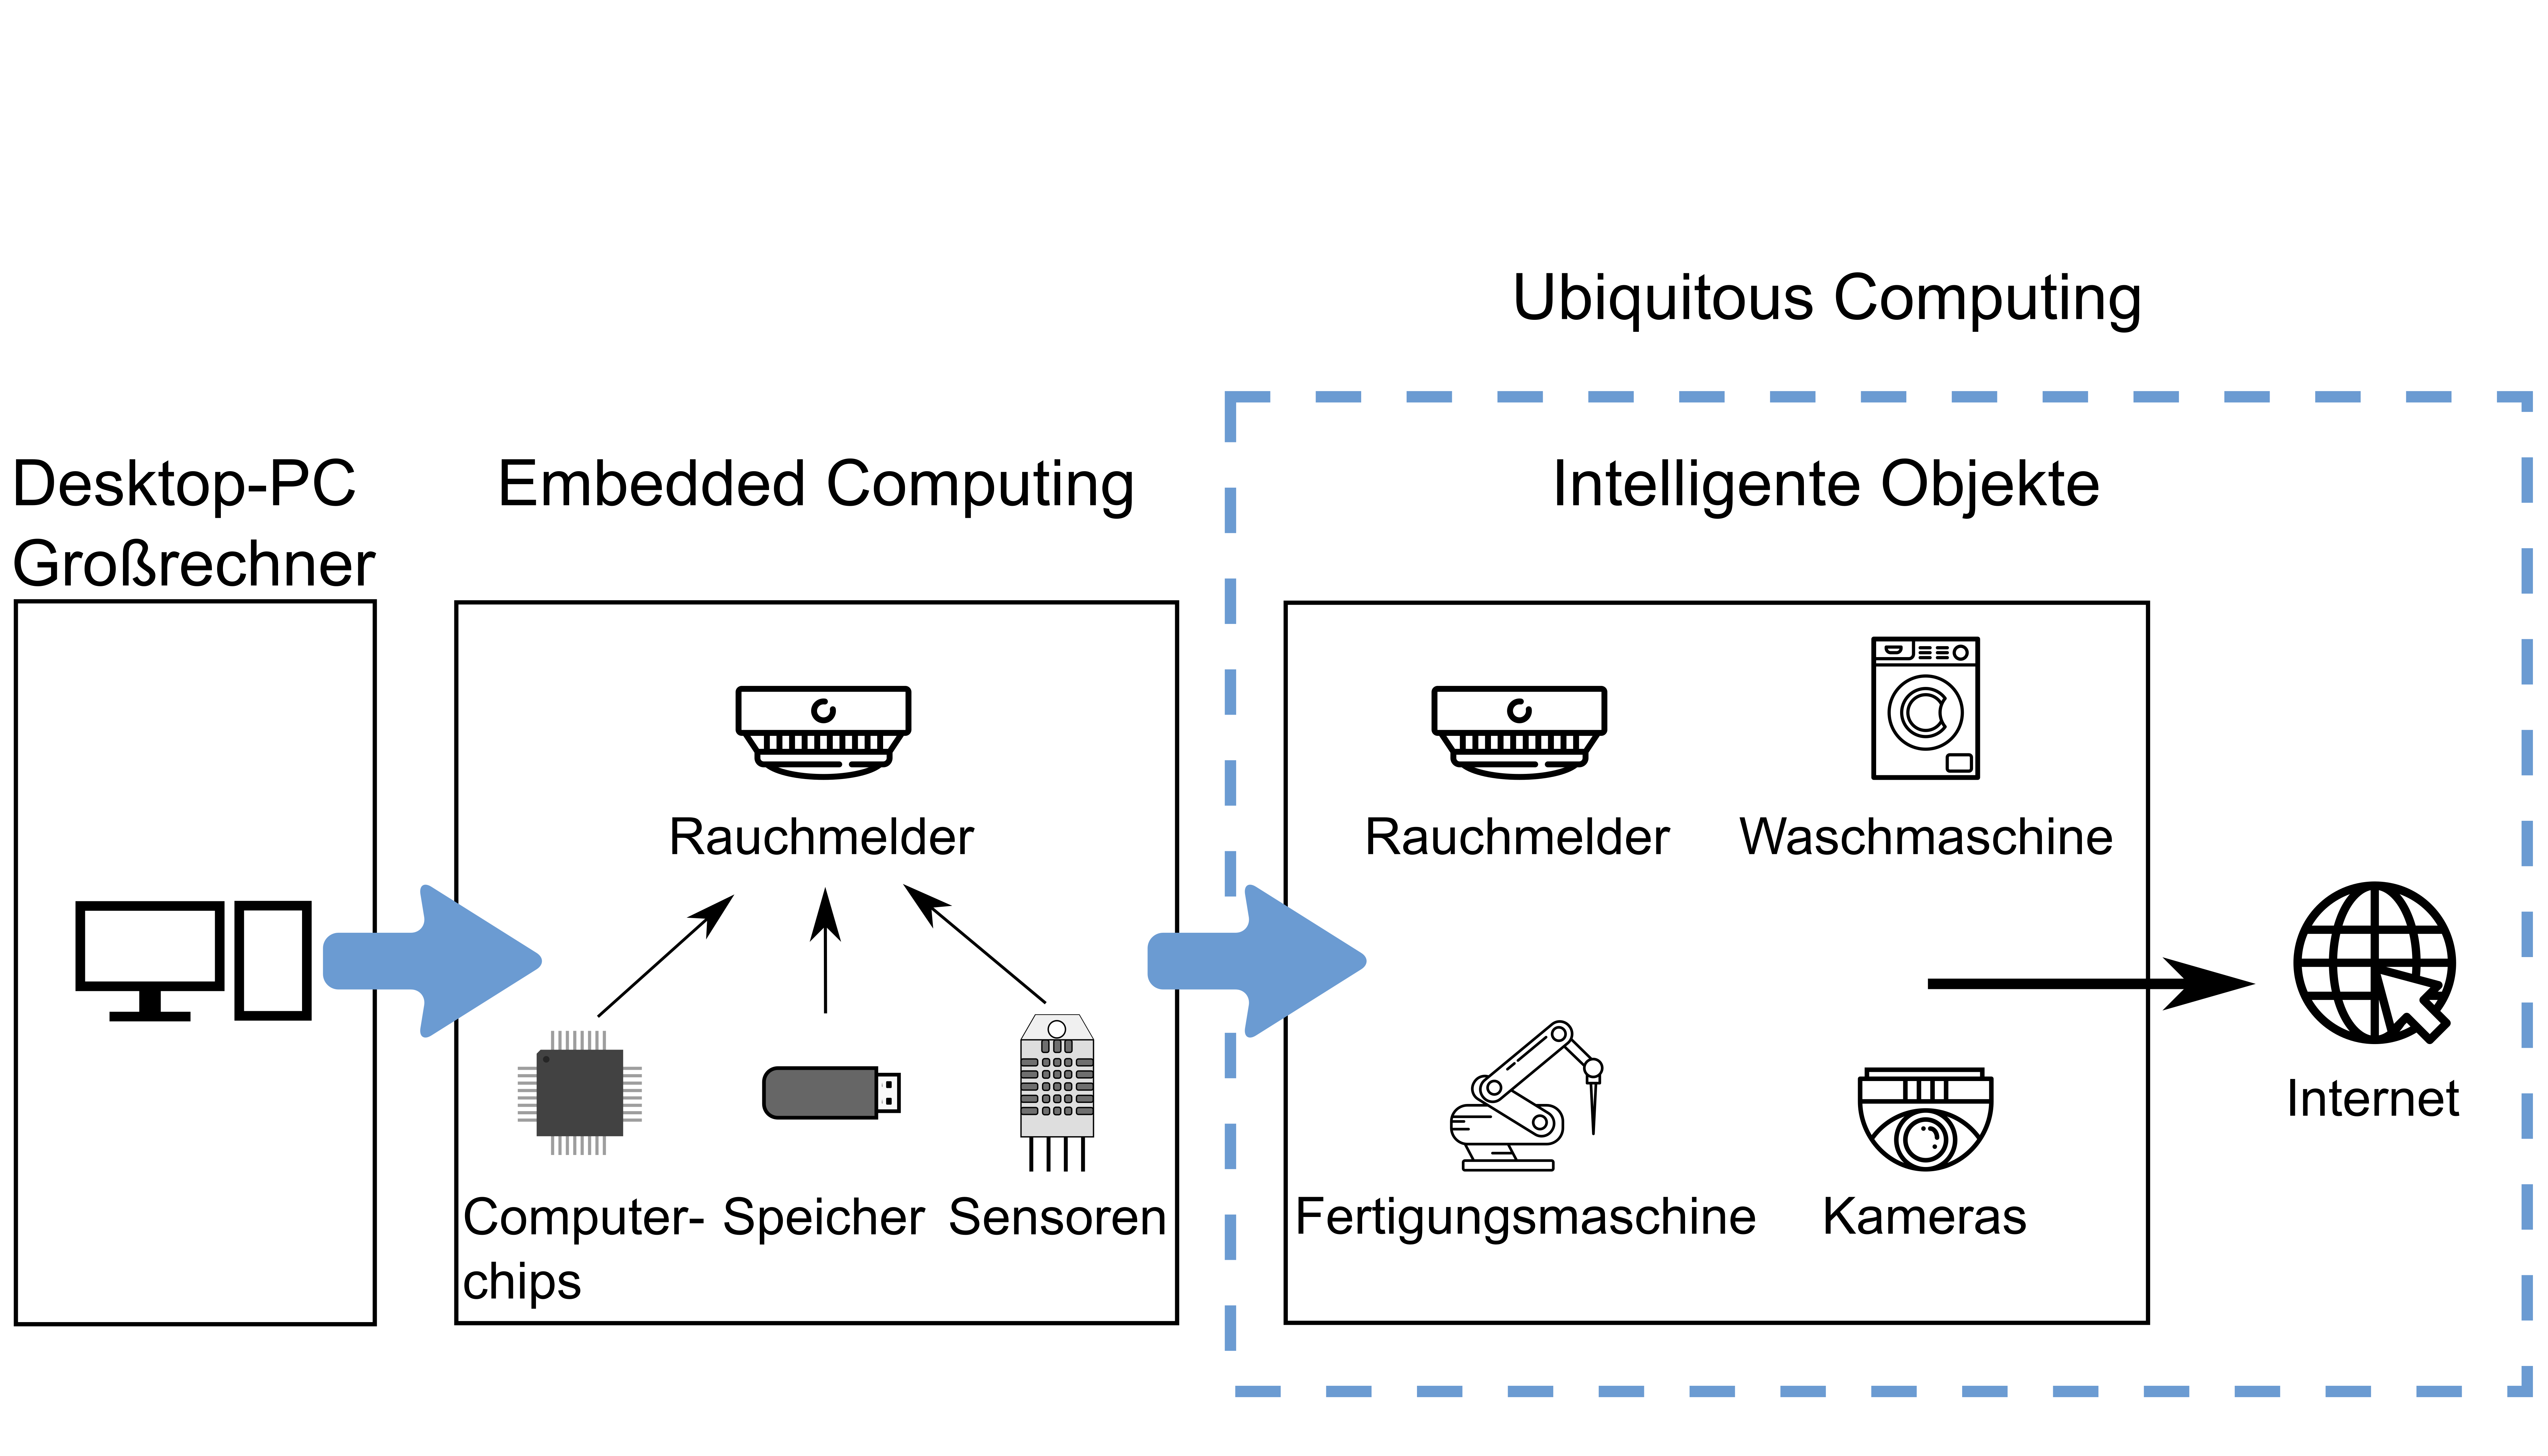 Ubiquitous Computing
Desktop-PC
Großrechner
Embedded Computing
Intelligente Objekte
Rauchmelder
Computer-
chips
Speicher
Sensoren
Rauchmelder
Waschmaschine
Fertigungsmaschine
Kameras
Internet